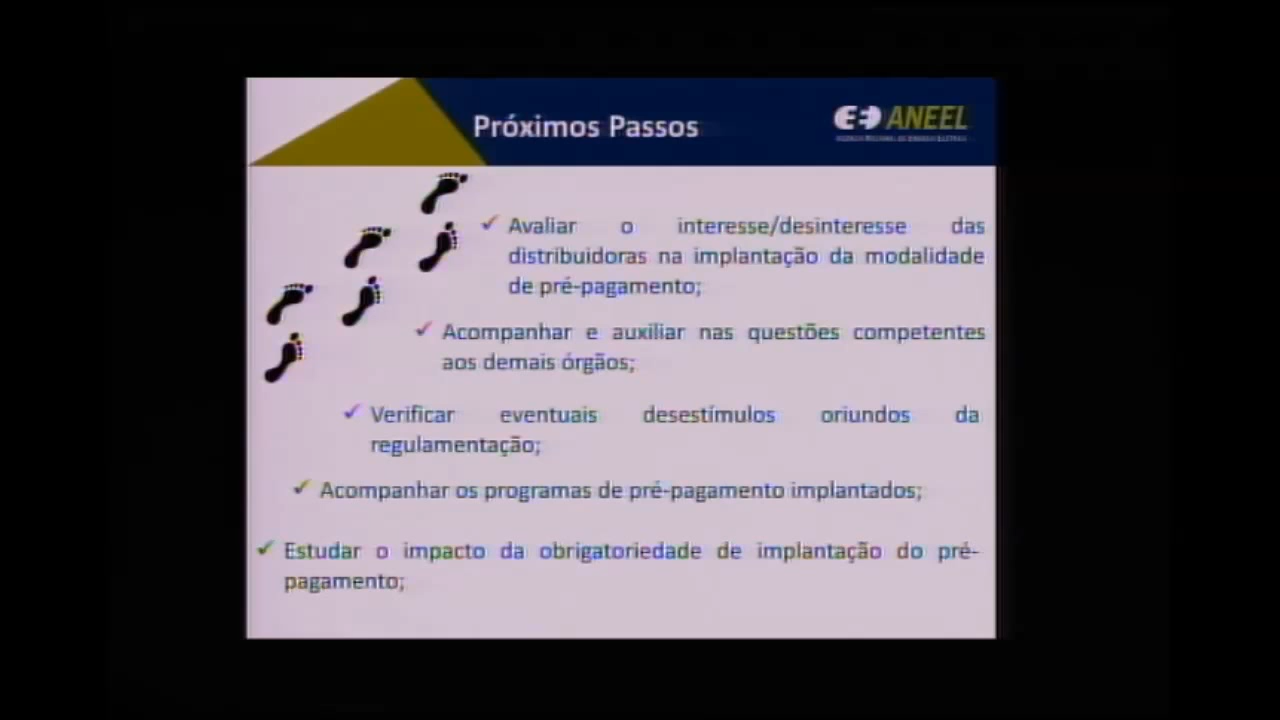 Próximos Passos
ANEEL
Avaliar o interesse/desinteresse das
distribuidoras na implantação da modalidade
de pré-pagamento;
Acompanhar e auxiliar nas questões competentes
aos demais órgãos;
Verificar eventuais desestímulos oriundos da
regulamentação;
Acompanhar os programas de pré-pagamento implantados;
Estudar o impacto da obrigatoriedade de implantação do pré-
pagamento;